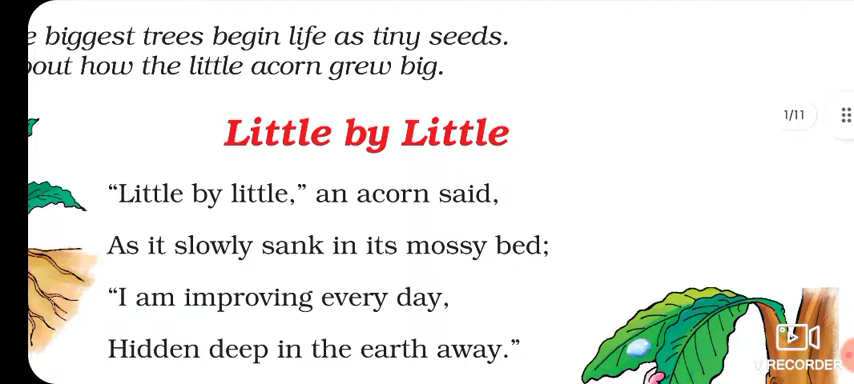 e biggest trees begin life as tiny seeds.
bout how the little acorn grew big.
Little by Little
1/11
“Little by little,” an acorn said,
As it slowly sank in its mossy bed;
“I am improving every day,
Hidden deep in the earth away.”
V RECORDER